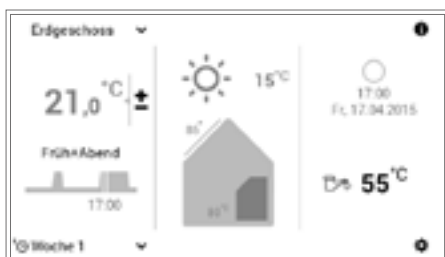 Erdgeschoss
21,0°C ±
Früh+Abend
17:00
Woche 1
15°C
17:00
Fr, 17.04.2015
55°C